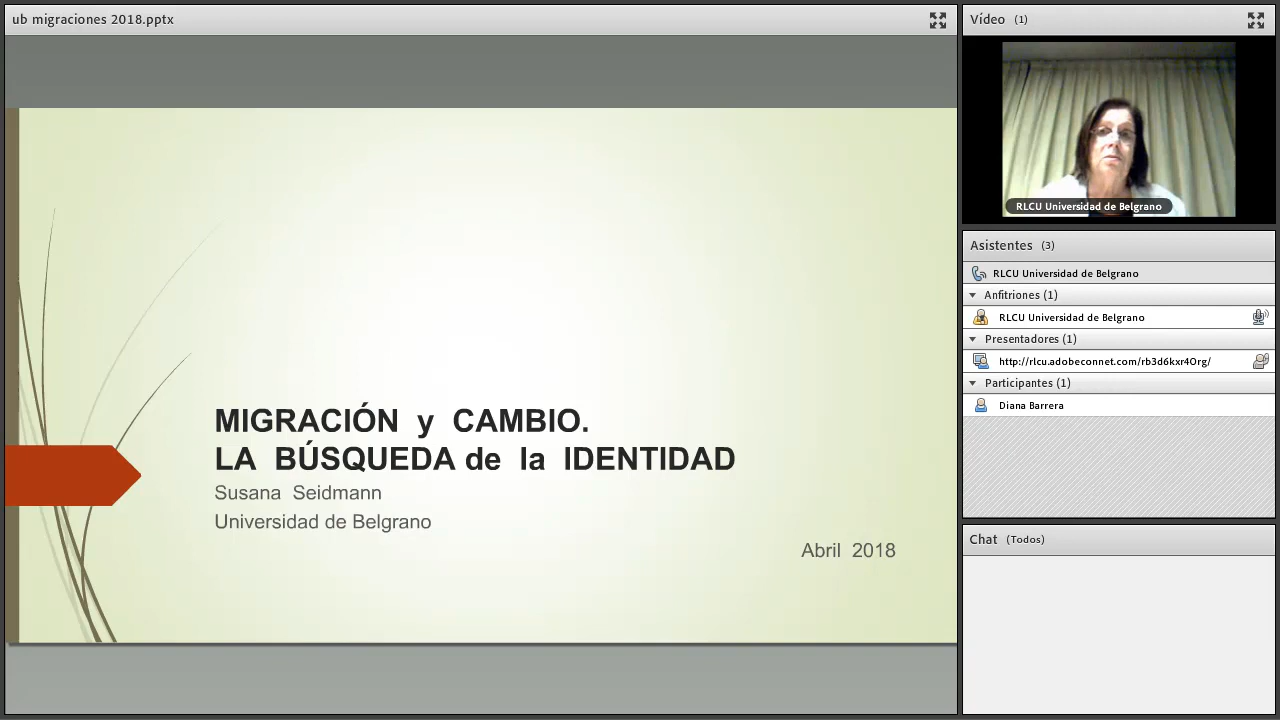 ub migraciones 2018.pptx
MIGRACIÓN y CAMBIO.
LA BÚSQUEDA de la IDENTIDAD
Susana Seidmann
Universidad de Belgrano
Abril 2018
Vídeo (1)
RLCU Universidad de Belgrano
Asistentes (3)
RLCU Universidad de Belgrano
Anfitriones (1)
RLCU Universidad de Belgrano
Presentadores (1)
http://rlcu.adobeconnet.com/rb3d6kxr4Org/
Participantes (1)
Diana Barrera
Chat (Todos)